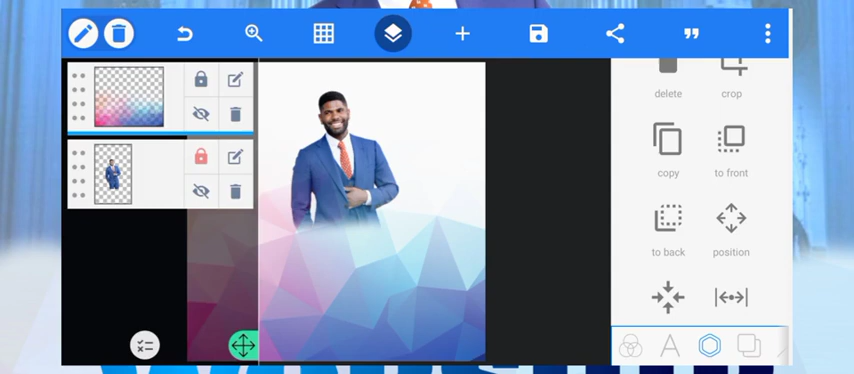 delete
crop
copy
to front
to back
position